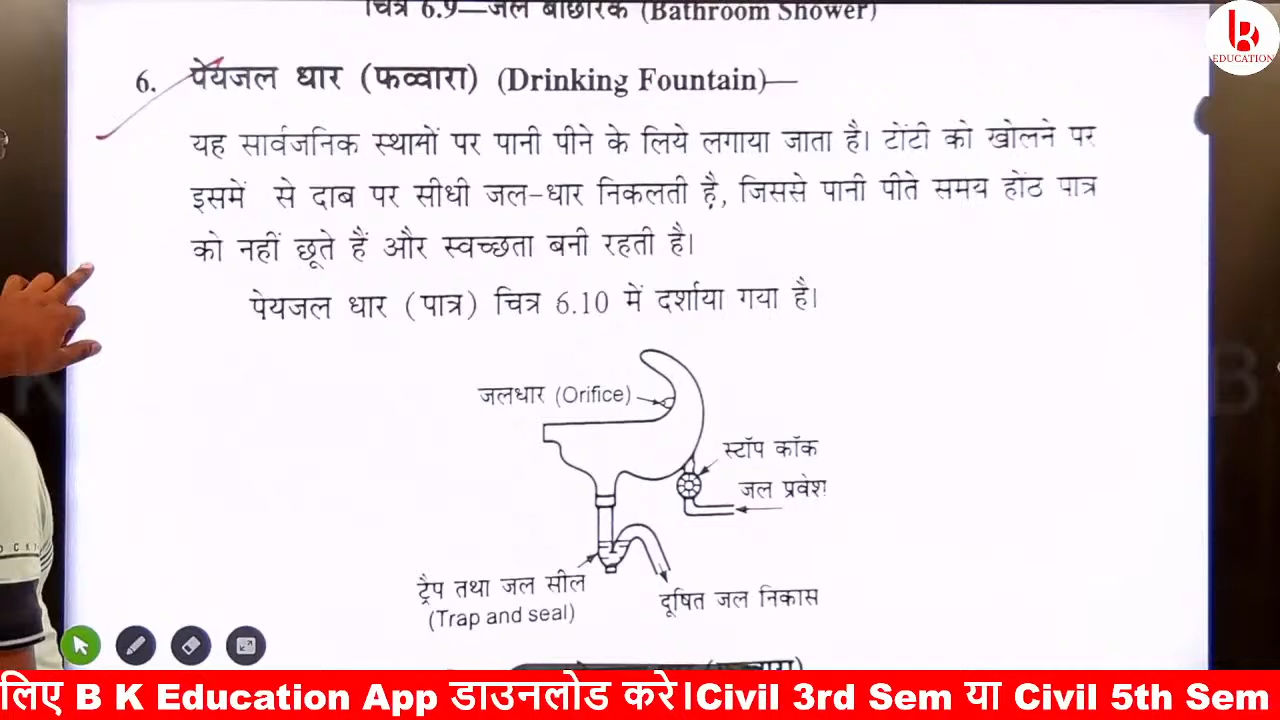 चित्र 6.9—जल बौछारक (Bathroom Shower)
EDUCATION
6. पेयजल धार (फव्वारा) (Drinking Fountain)—
यह सार्वजनिक स्थामों पर पानी पीने के लिये लगाया जाता है। टोंटी को खोलने पर
इसमें से दाब पर सीधी जल-धार निकलती है, जिससे पानी पीते समय होंठ पात्र
को नहीं छूते हैं और स्वच्छता बनी रहती है।
पेयजल धार (पात्र) चित्र 6.10 में दर्शाया गया है।
जलधार (Orifice)
स्टॉप कॉक
जल प्रवेश
ट्रैप तथा जल सील
(Trap and seal)
दूषित जल निकास
लिए B K Education App डाउनलोड करे।Civil 3rd Sem या Civil 5th Sem